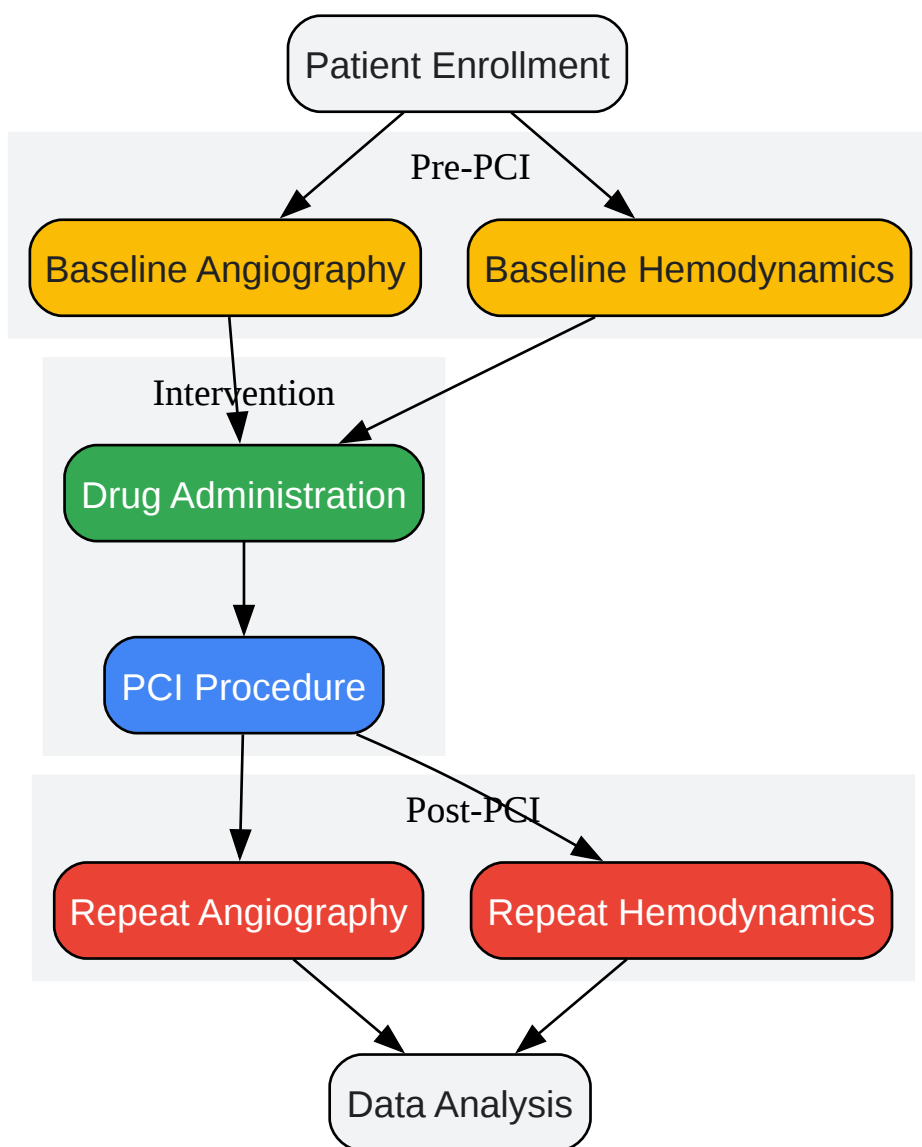 Patient Enrollment
Pre-PCI
Baseline Angiography
Baseline Hemodynamics
Intervention
Drug Administration
PCI Procedure
Post-PCI
Repeat Angiography
Repeat Hemodynamics
Data Analysis